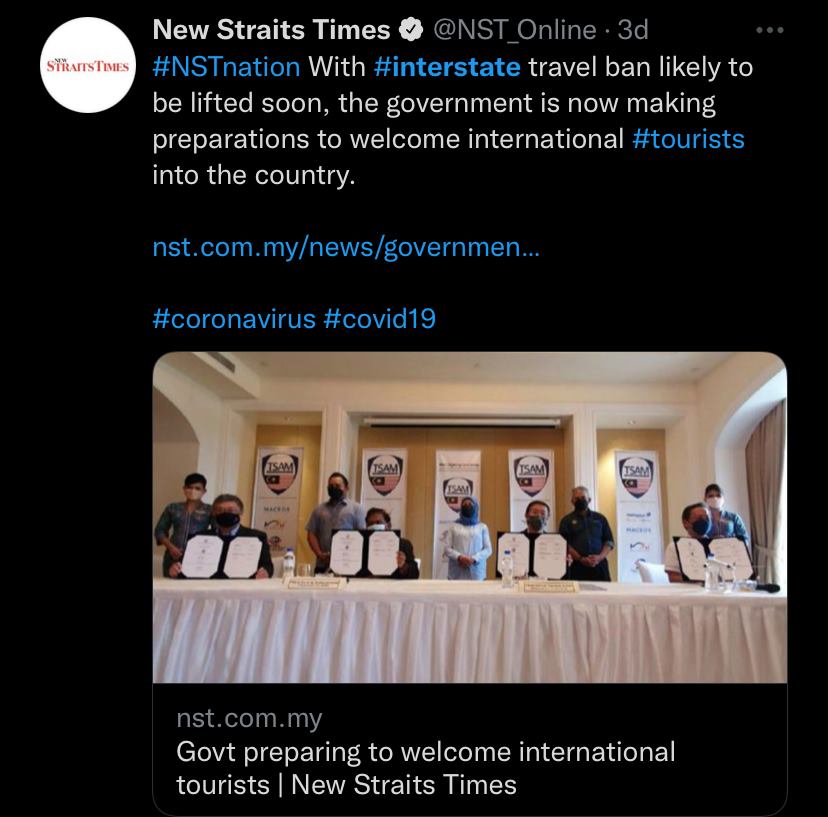 New Straits Times @NST_Online · 3d
NEW
STRAITS TIMES
#NSTnation With #interstate travel ban likely to
be lifted soon, the government is now making
preparations to welcome international #tourists
into the country.
nst.com.my/news/governmen...
#coronavirus #covid19
TSAM
TSAM
TSAM
TSAM
TSAM
MACEOS
MACEOS
nst.com.my
Govt preparing to welcome international
tourists | New Straits Times